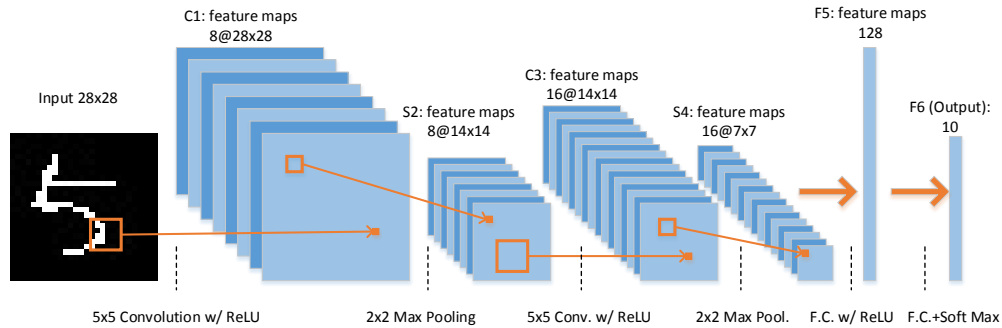 Input 28x28
C1: feature maps
8@28x28
S2: feature maps
8@14x14
C3: feature maps
16@14x14
S4: feature maps
16@7x7
F5: feature maps
128
F6 (Output):
10
5x5 Convolution w/ ReLU
2x2 Max Pooling
5x5 Conv. w/ ReLU
2x2 Max Pool.
F.C. w/ ReLU
F.C.+Soft Max